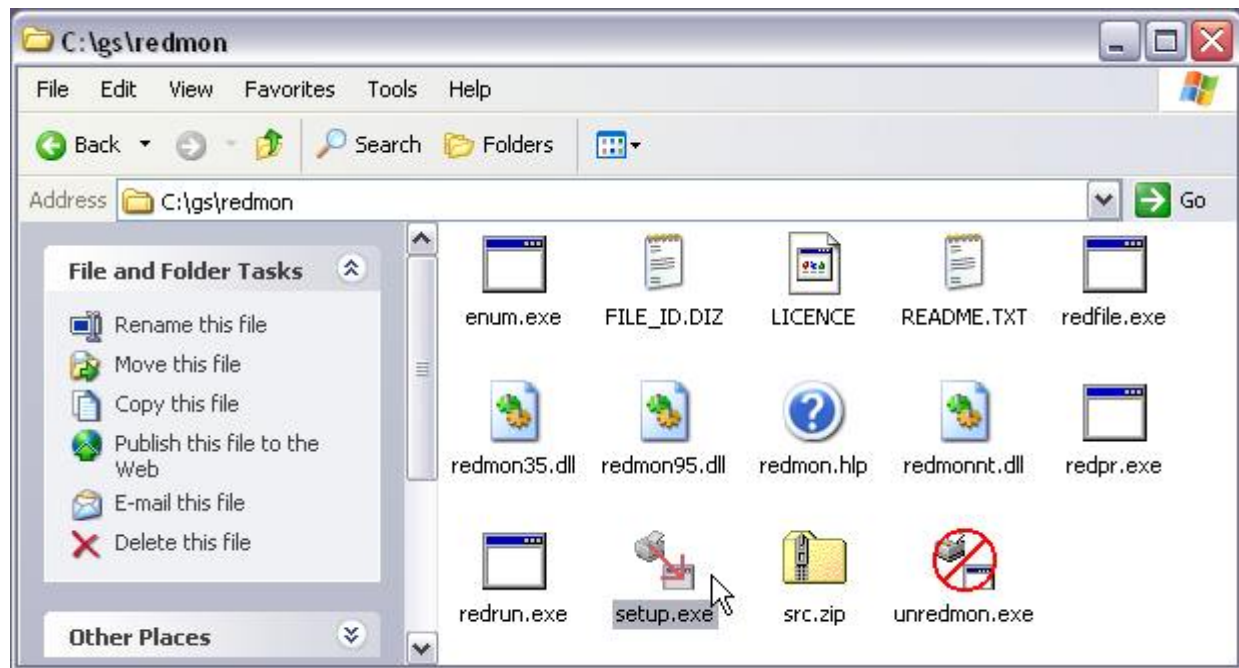 C:\gs\redmon
File Edit View Favorites Tools Help
Back Search Folders
Address C:\gs\redmon Go
File and Folder Tasks
Rename this file
Move this file
Copy this file
Publish this file to the
Web
E-mail this file
Delete this file
Other Places
enum.exe FILE_ID.DIZ LICENCE README.TXT redfile.exe
redmon35.dll redmon95.dll redmon.hlp redmonnt.dll redpr.exe
redrun.exe setup.exe src.zip unredmon.exe